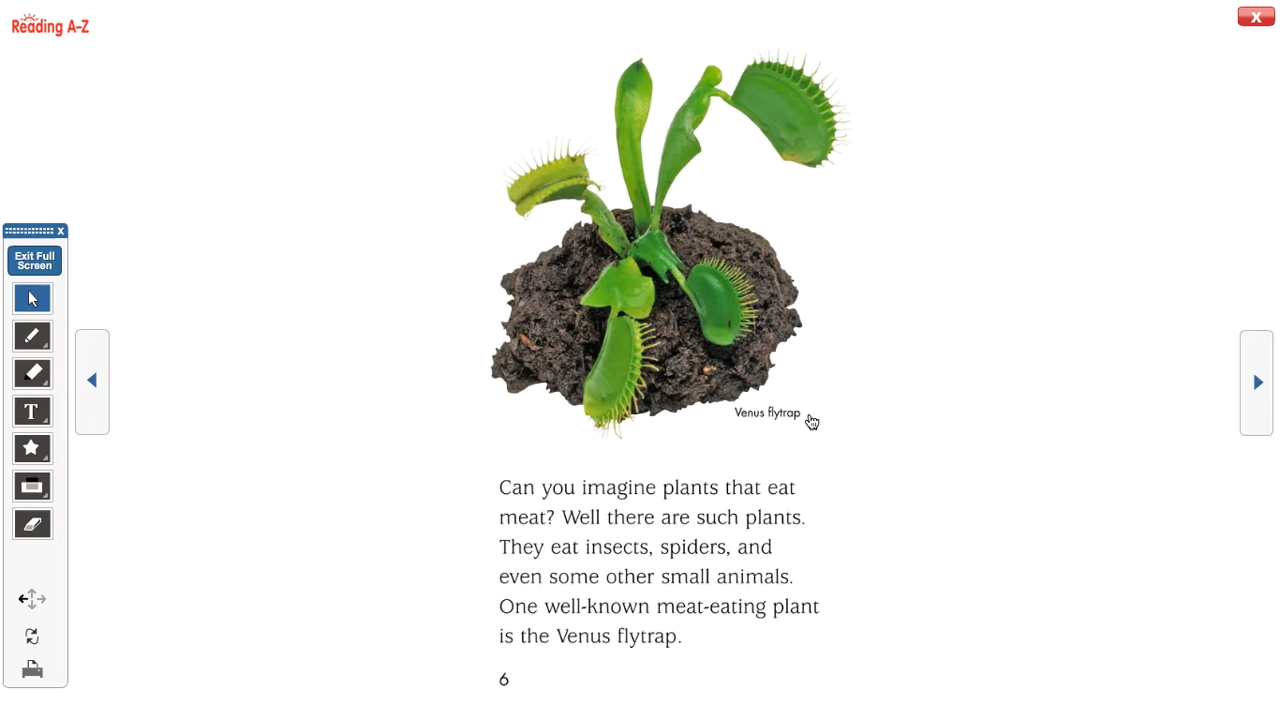 Reading A-Z
X
x
Exit Full
Screen
T
Venus flytrap
Can you imagine plants that eat
meat? Well there are such plants.
They eat insects, spiders, and
even some other small animals.
One well-known meat-eating plant
is the Venus flytrap.
6